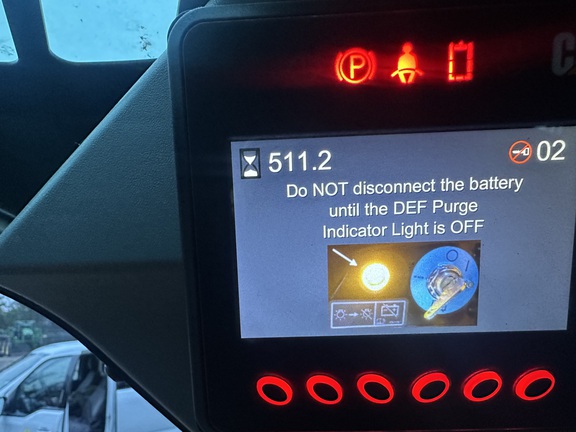 P
C
511.2
02
Do NOT disconnect the battery
until the DEF Purge
Indicator Light is OFF